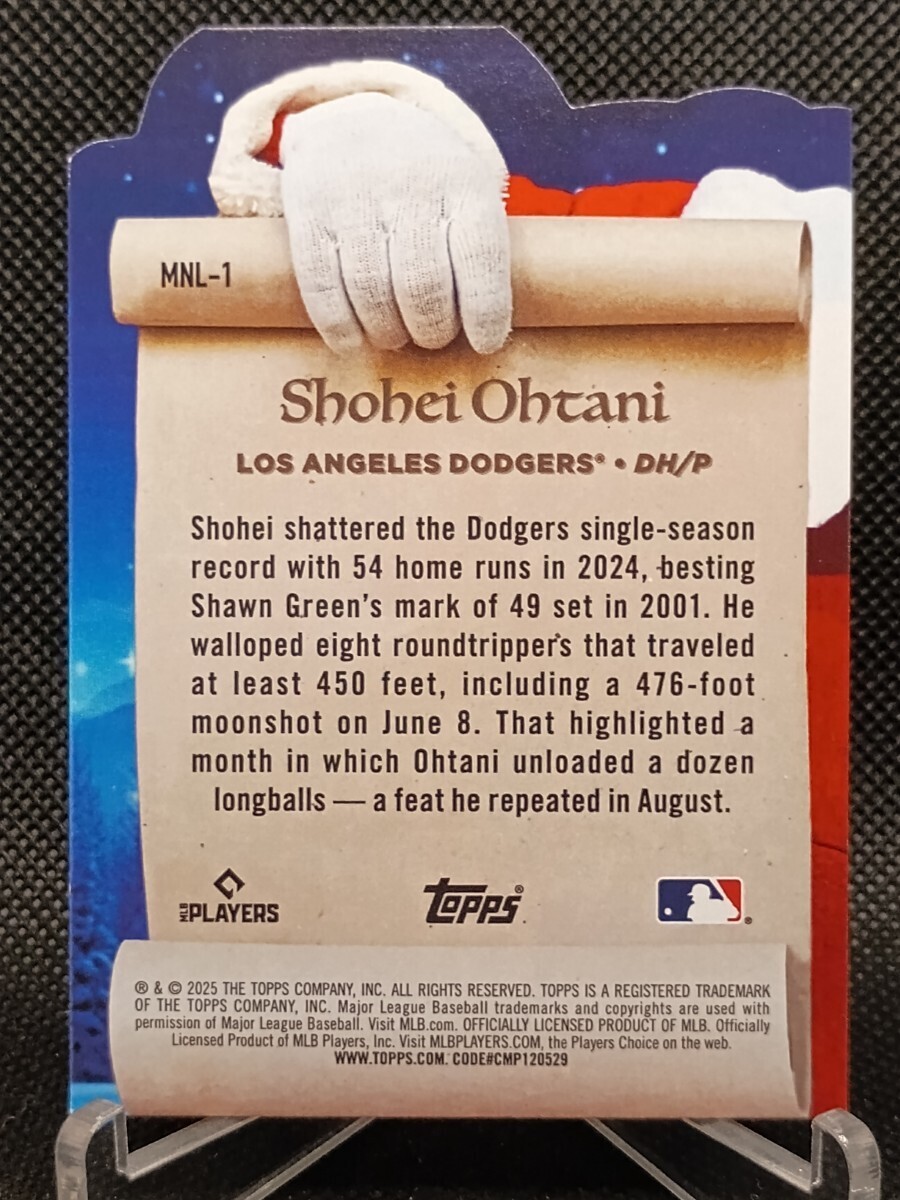 MNL-1
Shohei Ohtani
LOS ANGELES DODGERS® • DH/P
Shohei shattered the Dodgers single-season
record with 54 home runs in 2024, besting
Shawn Green's mark of 49 set in 2001. He
walloped eight roundtrippers that traveled
at least 450 feet, including a 476-foot
moonshot on June 8. That highlighted a
month in which Ohtani unloaded a dozen
longballs — a feat he repeated in August.
MLB PLAYERS
topps®
® & © 2025 THE TOPPS COMPANY, INC. ALL RIGHTS RESERVED. TOPPS IS A REGISTERED TRADEMARK
OF THE TOPPS COMPANY, INC. Major League Baseball trademarks and copyrights are used with
permission of Major League Baseball. Visit MLB.com. OFFICIALLY LICENSED PRODUCT OF MLB. Officially
Licensed Product of MLB Players, Inc. Visit MLBPLAYERS.COM, the Players Choice on the web.
WWW.TOPPS.COM. CODE#CMP120529